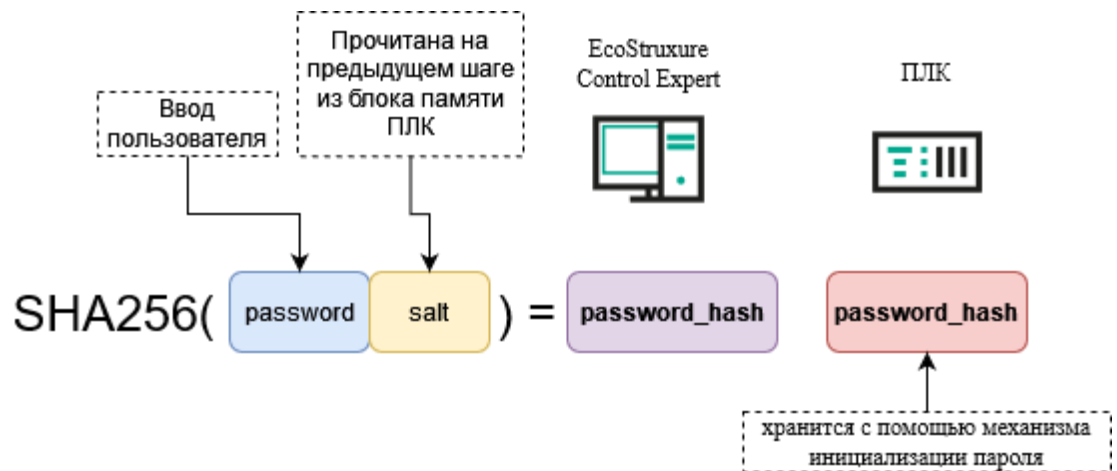 Прочитана на
предыдущем шаге
из блока памяти
ПЛК
Ввод
пользователя
EcoStruxure
Control Expert
ПЛК
SHA256( password salt ) = password_hash password_hash
хранится с помощью механизма
инициализации пароля